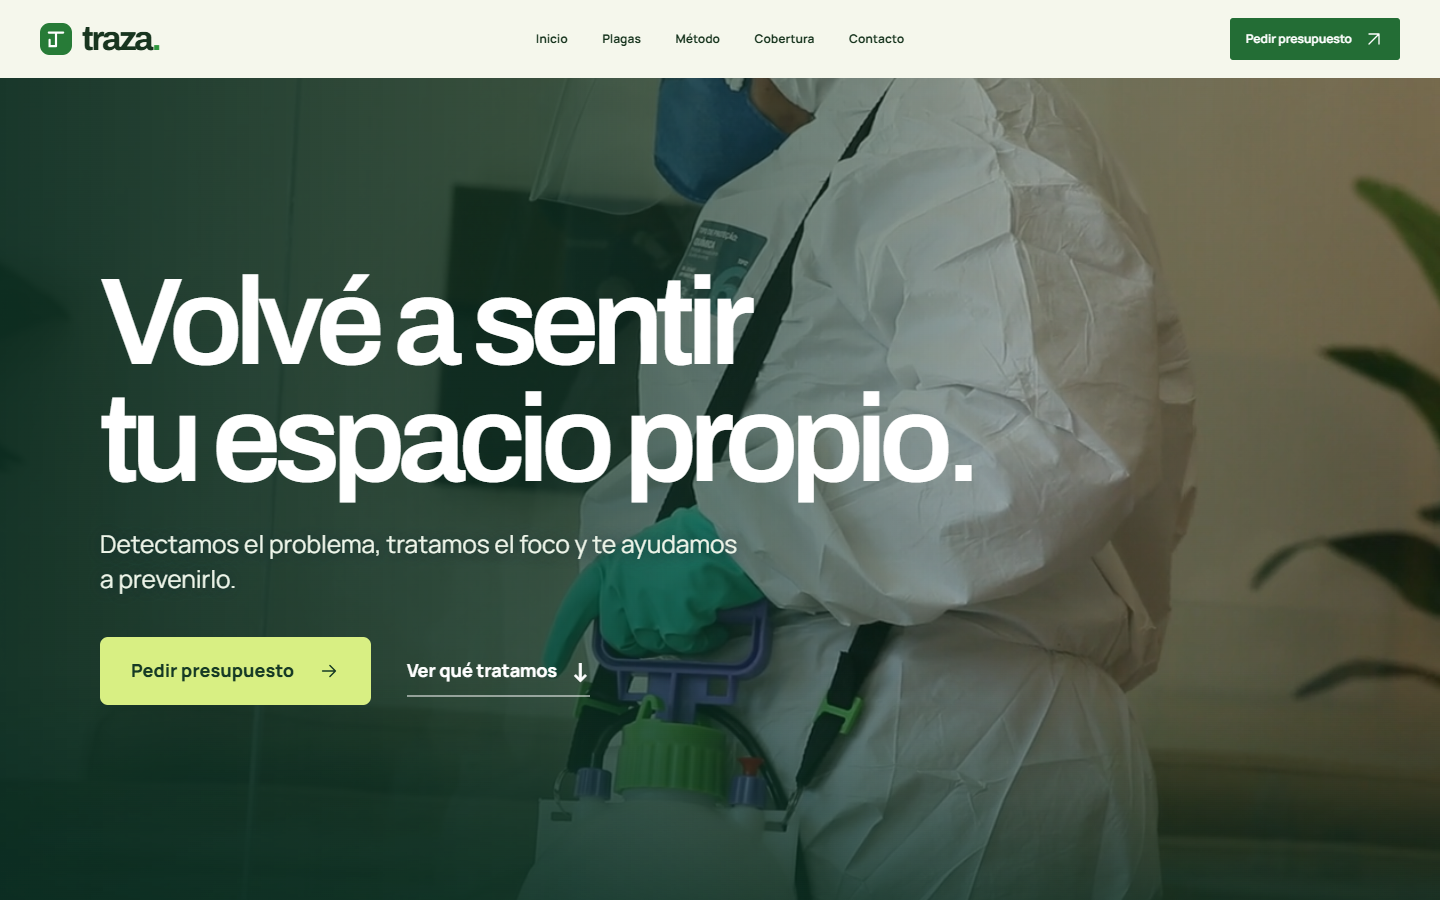 traza.
Inicio
Plagas
Método
Cobertura
Contacto
Pedir presupuesto
Volvé a sentir
tu espacio propio.
Detectamos el problema, tratamos el foco y te ayudamos
a prevenirlo.
Pedir presupuesto
Ver qué tratamos